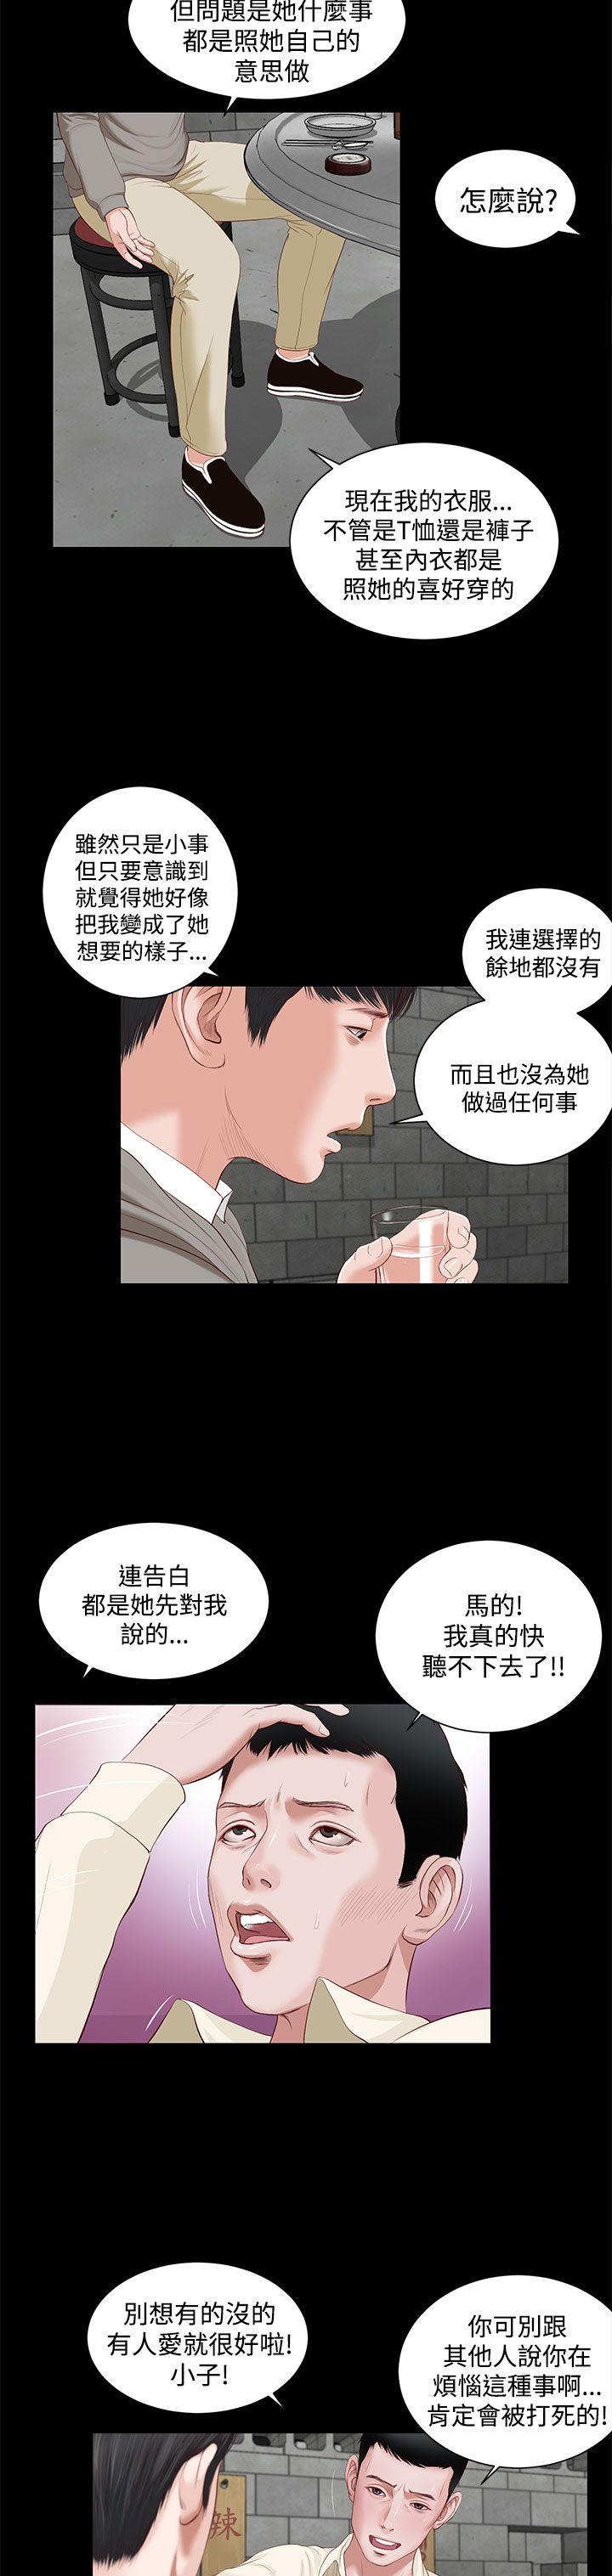 但問題是她什麼事
都是照她自己的
意思做
怎麼說?
現在我的衣服...
不管是T恤還是褲子
甚至內衣都是
照她的喜好穿的
雖然只是小事
但只要意識到
就覺得她好像
把我變成了她
想要的樣子...
我連選擇的
餘地都沒有
而且也沒為她
做過任何事
連告白
都是她先對我
說的...
馬的!
我真的快
聽不下去了!!
別想有的沒的
有人愛就很好啦!
小子!
你可別跟
其他人說你在
煩惱這種事啊...
肯定會被打死的!
辣